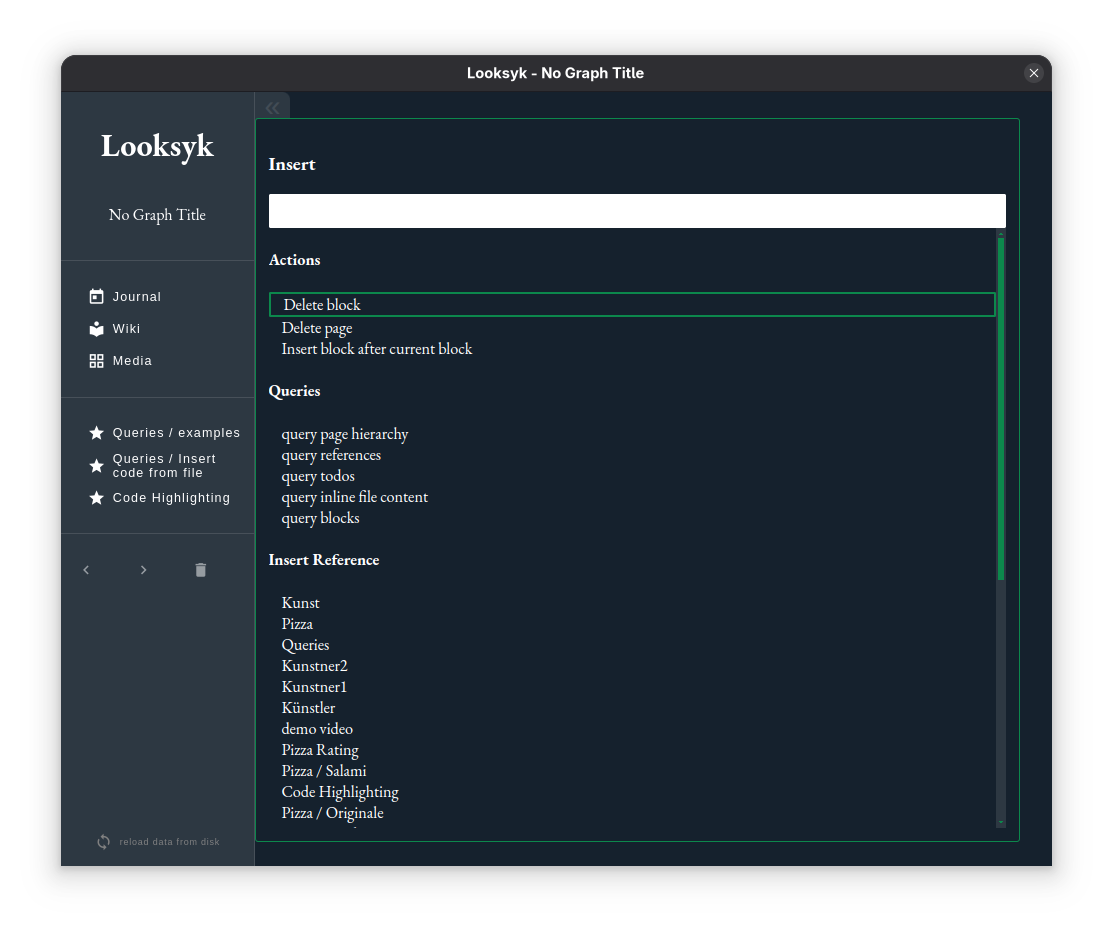 Looksyk - No Graph Title
Looksyk
No Graph Title
Journal
Wiki
Media
Queries / examples
Queries / Insert
code from file
Code Highlighting
reload data from disk
Insert
Actions
Delete block
Delete page
Insert block after current block
Queries
query page hierarchy
query references
query todos
query inline file content
query blocks
Insert Reference
Kunst
Pizza
Queries
Kunstner2
Kunstner1
Künstler
demo video
Pizza Rating
Pizza / Salami
Code Highlighting
Pizza / Originale